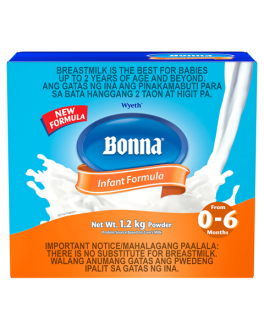 BREASTMILK IS THE BEST FOR BABIES
UP TO 2 YEARS OF AGE AND BEYOND.
ANG GATAS NG INA ANG PINAKAMABUTI PARA
SA BATA HANGGANG 2 TAON AT HIGIT PA.
Wyeth
NEW
FORMULA
Bonna
Infant Formula
Net Wt. 1.2 kg Powder
From
0-6
Months
IMPORTANT NOTICE/MAHALAGANG PAALALA:
THERE IS NO SUBSTITUTE FOR BREASTMILK.
WALANG ANUMANG GATAS ANG PWEDENG
IPALIT SA GATAS NG INA.